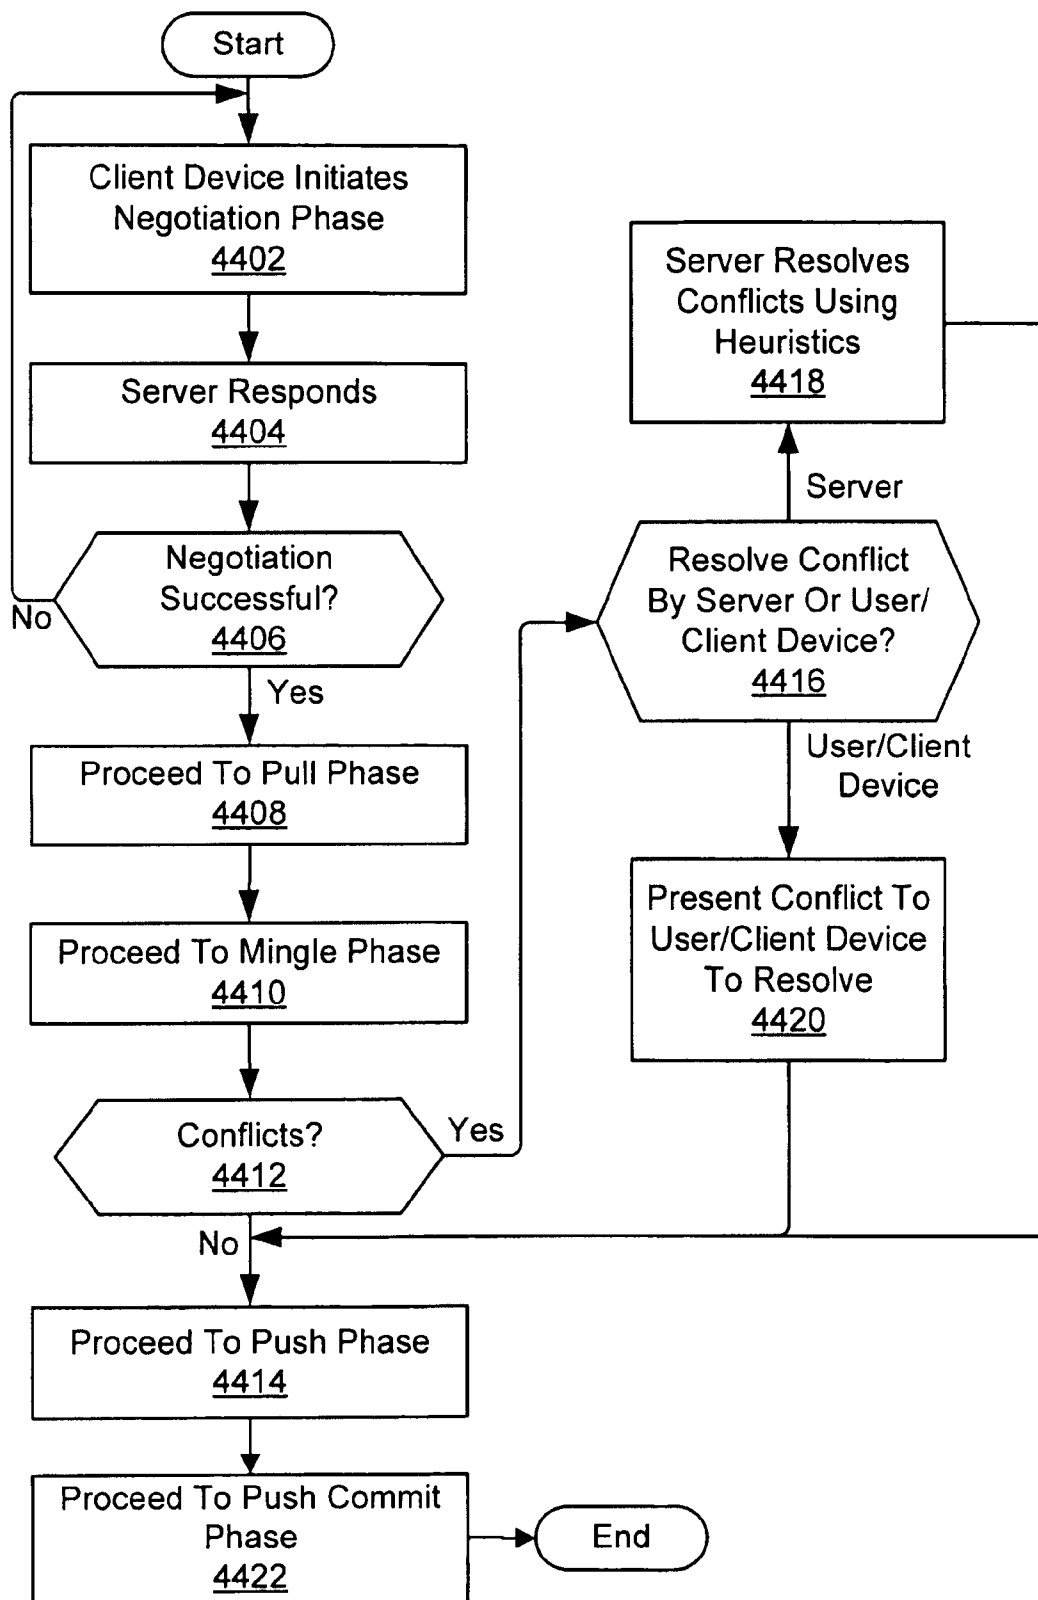 Start
Client Device Initiates
Negotiation Phase
4402
Server Responds
4404
Negotiation
Successful?
4406
No
Yes
Proceed To Pull Phase
4408
Proceed To Mingle Phase
4410
Conflicts?
4412
Yes
No
Server Resolves
Conflicts Using
Heuristics
4418
Server
Resolve Conflict
By Server Or User/
Client Device?
4416
User/Client
Device
Present Conflict To
User/Client Device
To Resolve
4420
Proceed To Push Phase
4414
Proceed To Push Commit
Phase
4422
End